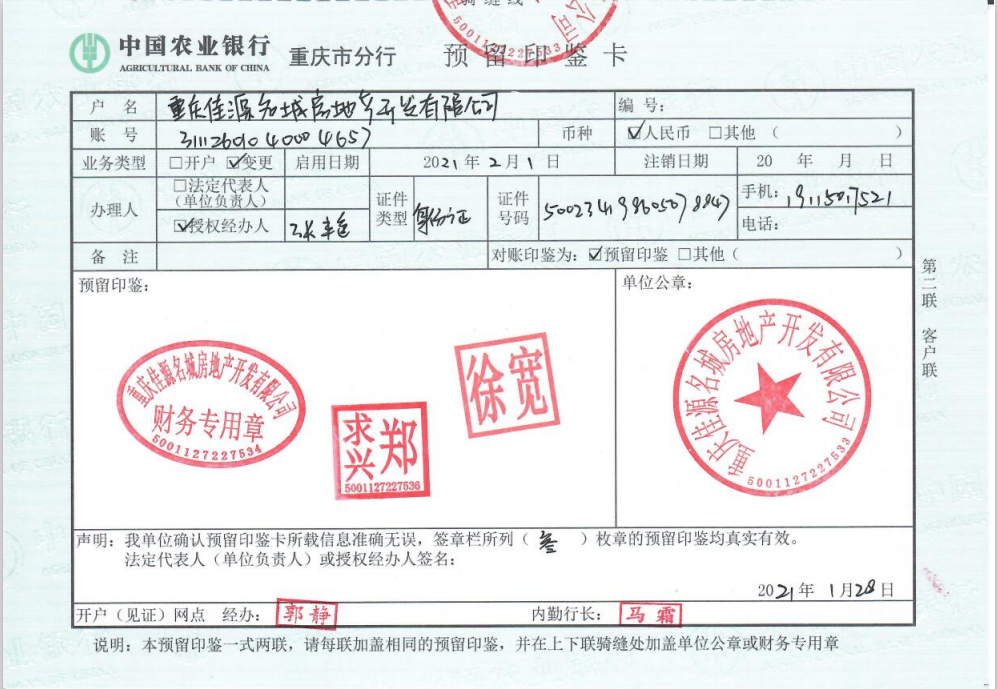 骑缝线
5001127227533
中国农业银行 重庆市分行 预留印鉴卡
AGRICULTURAL BANK OF CHINA
户名 重庆佳源名城房地产开发有限公司 编号:
账号 31112601040004657 币种 ☑人民币 □其他( )
业务类型 □开户 ☑变更 启用日期 2021年2月1日 注销日期 20 年 月 日
办理人 □法定代表人(单位负责人) 证件类型 身份证 证件号码 手机: 19115017521
☑授权经办人 电话:
备注 对账印鉴为: ☑预留印鉴 □其他( )
预留印鉴: 单位公章:
重庆佳源名城房地产开发有限公司
财务专用章
5001127227534
郑求兴
5001127227536
徐宽
重庆佳源名城房地产开发有限公司
5001127227533
第二联 客户联
声明:我单位确认预留印鉴卡所载信息准确无误,签章栏所列(叁)枚章的预留印鉴均真实有效。
法定代表人(单位负责人)或授权经办人签名:
2021年1月28日
开户(见证)网点 经办: 郭静 内勤行长: 马霜
说明:本预留印鉴一式两联,请每联加盖相同的预留印鉴,并在上下联骑缝处加盖单位公章或财务专用章